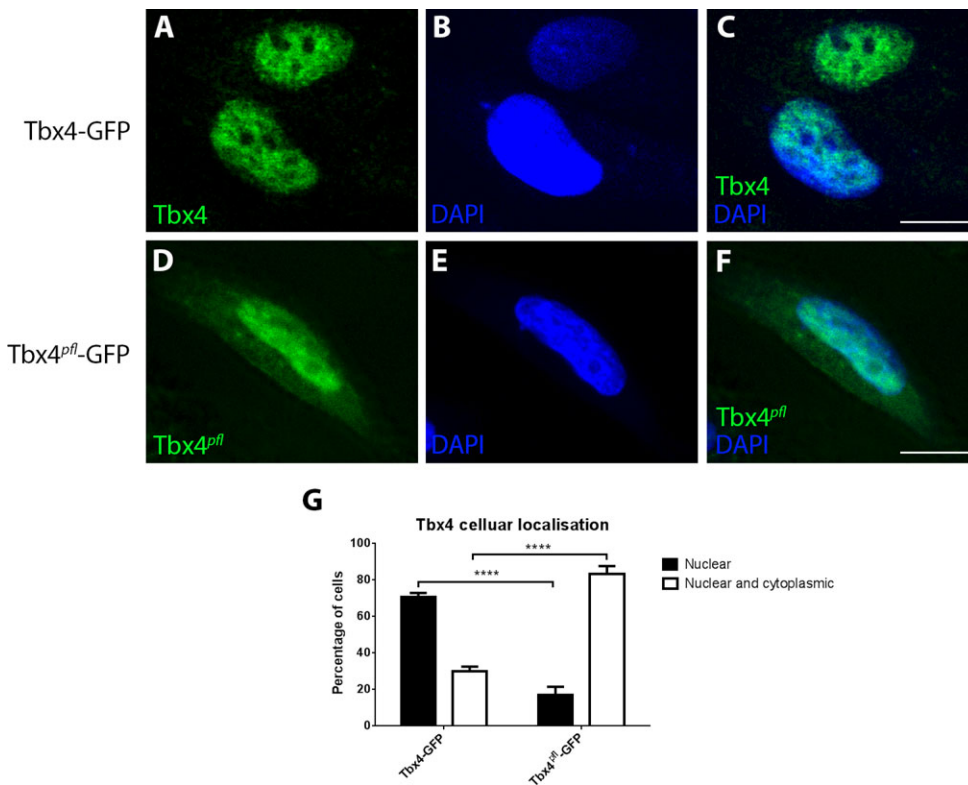 A
B
C
Tbx4-GFP
Tbx4
DAPI
Tbx4
DAPI
D
E
F
Tbx4pfl-GFP
Tbx4pfl
DAPI
Tbx4pfl
DAPI
G
Tbx4 celluar localisation
Percentage of cells
100
80
60
40
20
0
****
****
Nuclear
Nuclear and cytoplasmic
Tbx4-GFP
Tbx4pfl-GFP